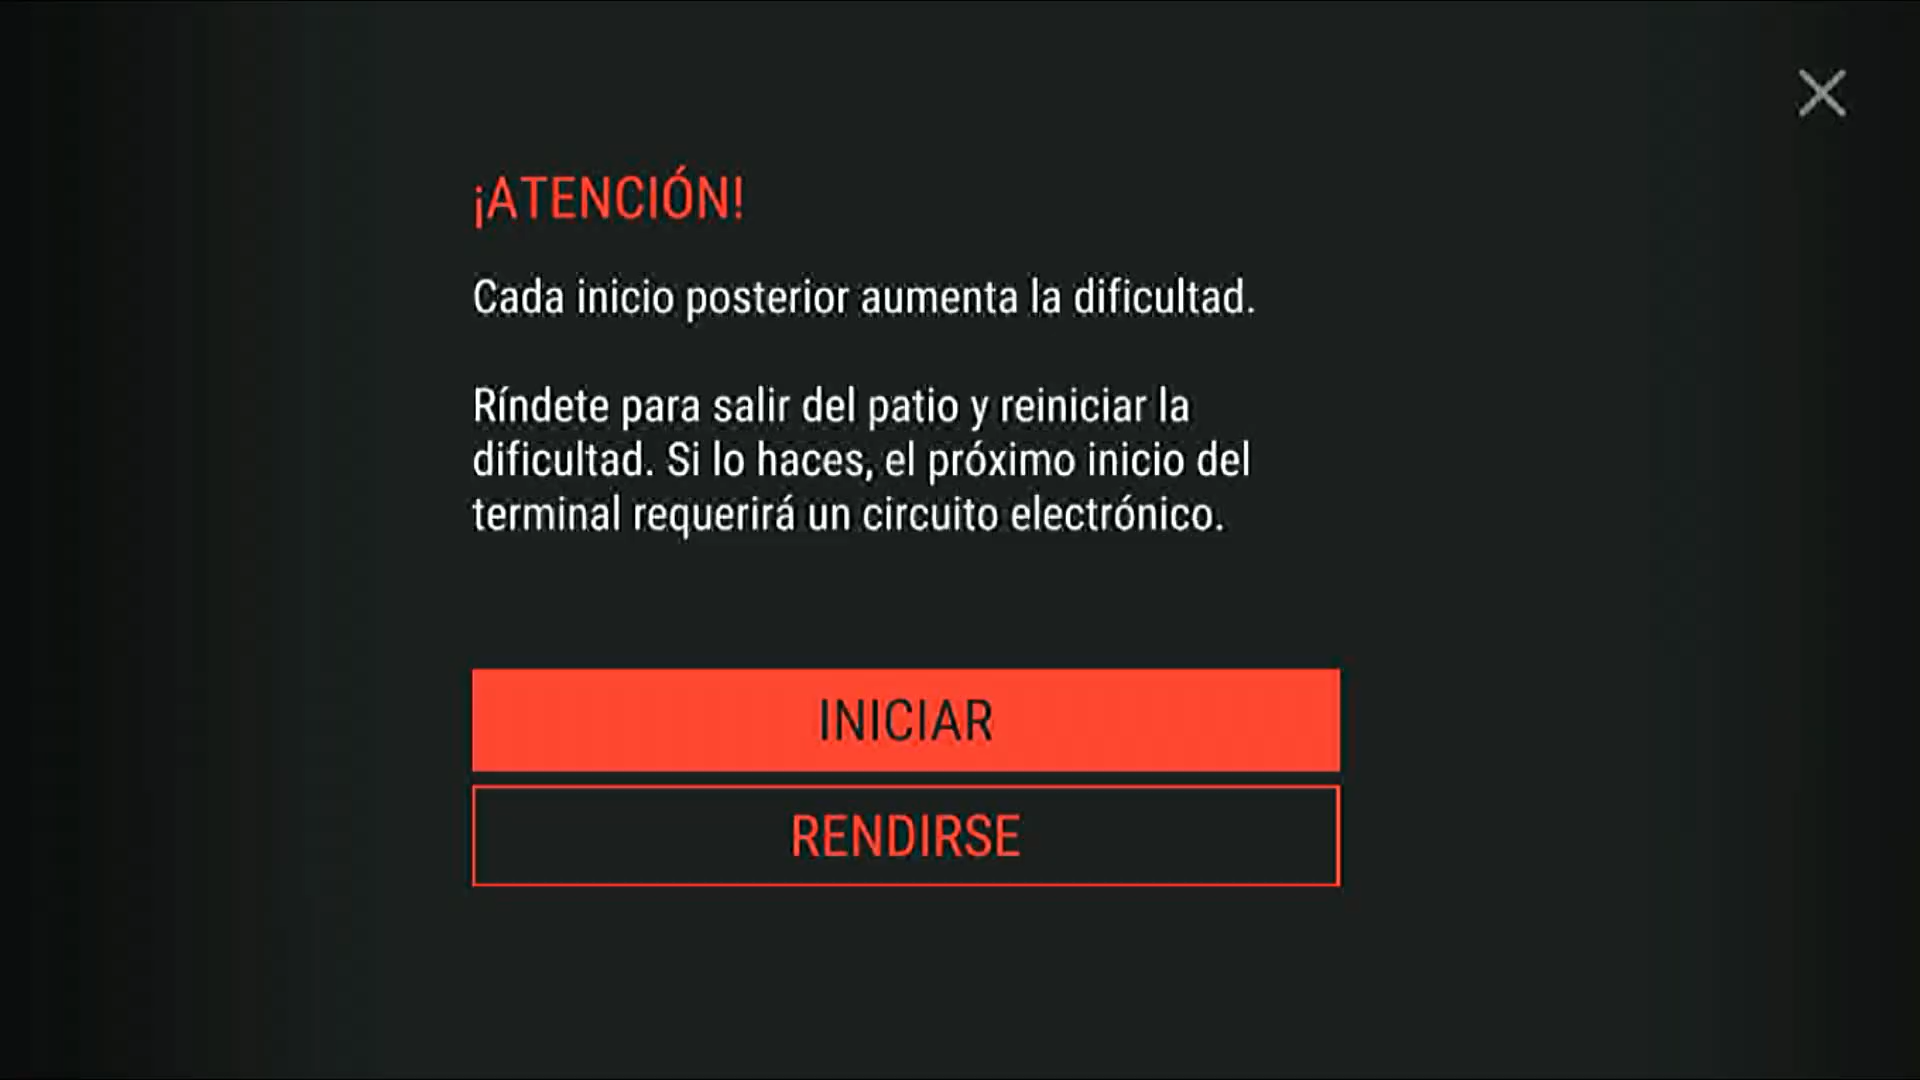 ¡ATENCIÓN!
Cada inicio posterior aumenta la dificultad.
Ríndete para salir del patio y reiniciar la
dificultad. Si lo haces, el próximo inicio del
terminal requerirá un circuito electrónico.
INICIAR
RENDIRSE